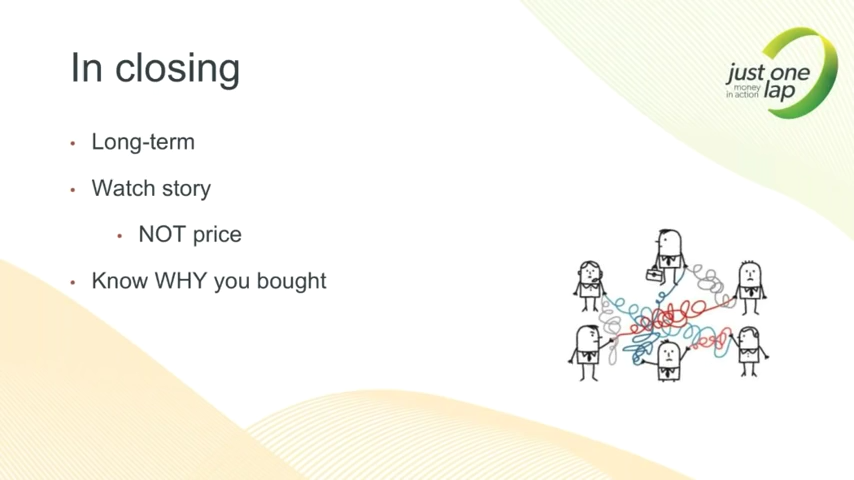 In closing
just one
money
in action lap
• Long-term
• Watch story
• NOT price
• Know WHY you bought